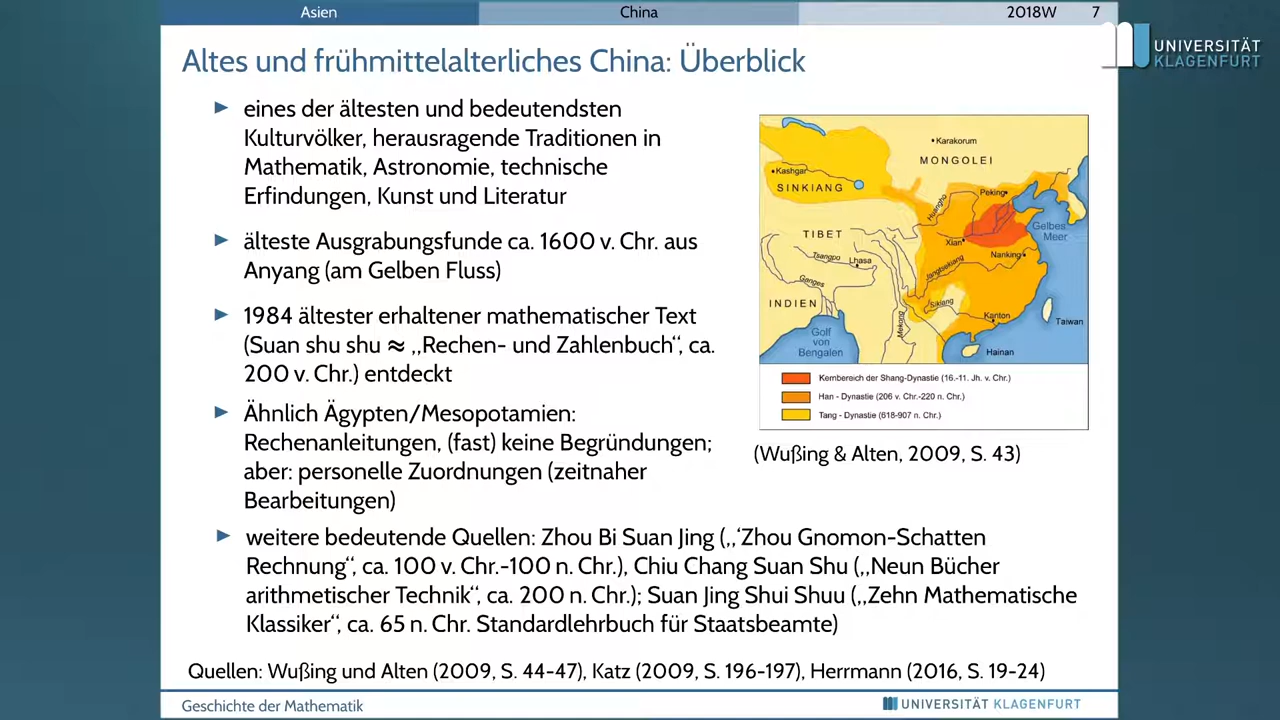 Asien China 2018W 7
UNIVERSITÄT
KLAGENFURT
Altes und frühmittelalterliches China: Überblick
► eines der ältesten und bedeutendsten
Kulturvölker, herausragende Traditionen in
Mathematik, Astronomie, technische
Erfindungen, Kunst und Literatur
► älteste Ausgrabungsfunde ca. 1600 v. Chr. aus
Anyang (am Gelben Fluss)
► 1984 ältester erhaltener mathematischer Text
(Suan shu shu ≈ ,,Rechen- und Zahlenbuch“, ca.
200 v. Chr.) entdeckt
► Ähnlich Ägypten/Mesopotamien:
Rechenanleitungen, (fast) keine Begründungen;
aber: personelle Zuordnungen (zeitnaher
Bearbeitungen)
Karakorum
MONGOLEI
Kashgar
SINKIANG
Peking
Huangho
Gelbes
Meer
TIBET
Xian
Nanking
Tsangpo
Lhasa
Jangtsekiang
Ganges
INDIEN
Sikiang
Mekong
Kanton
Taiwan
Golf
von
Bengalen
Hainan
Kernbereich der Shang-Dynastie (16.-11. Jh. v. Chr.)
Han - Dynastie (206 v. Chr.-220 n. Chr.)
Tang - Dynastie (618-907 n. Chr.)
(Wußing & Alten, 2009, S. 43)
► weitere bedeutende Quellen: Zhou Bi Suan Jing (,,‘Zhou Gnomon-Schatten
Rechnung“, ca. 100 v. Chr.-100 n. Chr.), Chiu Chang Suan Shu (,,Neun Bücher
arithmetischer Technik“, ca. 200 n. Chr.); Suan Jing Shui Shuu (,,Zehn Mathematische
Klassiker“, ca. 65 n. Chr. Standardlehrbuch für Staatsbeamte)
Quellen: Wußing und Alten (2009, S. 44-47), Katz (2009, S. 196-197), Herrmann (2016, S. 19-24)
Geschichte der Mathematik UNIVERSITÄT KLAGENFURT